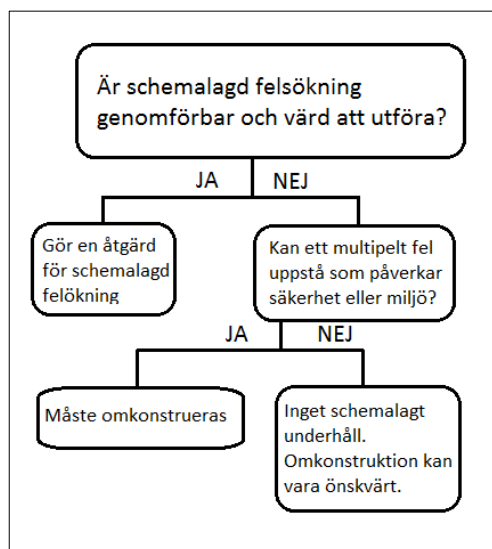 Är schemalagd felsökning
genomförbar och värd att utföra?
JA NEJ
Gör en åtgärd
för schemalagd
felökning
Kan ett multipelt fel
uppstå som påverkar
säkerhet eller miljö?
JA NEJ
Måste omkonstrueras
Inget schemalagt
underhåll.
Omkonstruktion kan
vara önskvärt.